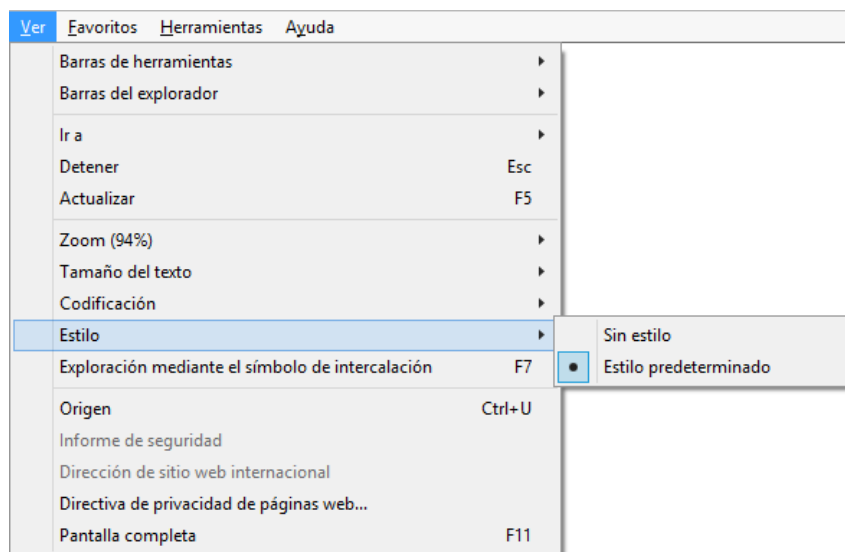 Ver Favoritos Herramientas Ayuda
Barras de herramientas
Barras del explorador
Ir a
Detener Esc
Actualizar F5
Zoom (94%)
Tamaño del texto
Codificación
Estilo
Sin estilo
Exploración mediante el símbolo de intercalación F7
Estilo predeterminado
Origen Ctrl+U
Informe de seguridad
Dirección de sitio web internacional
Directiva de privacidad de páginas web...
Pantalla completa F11